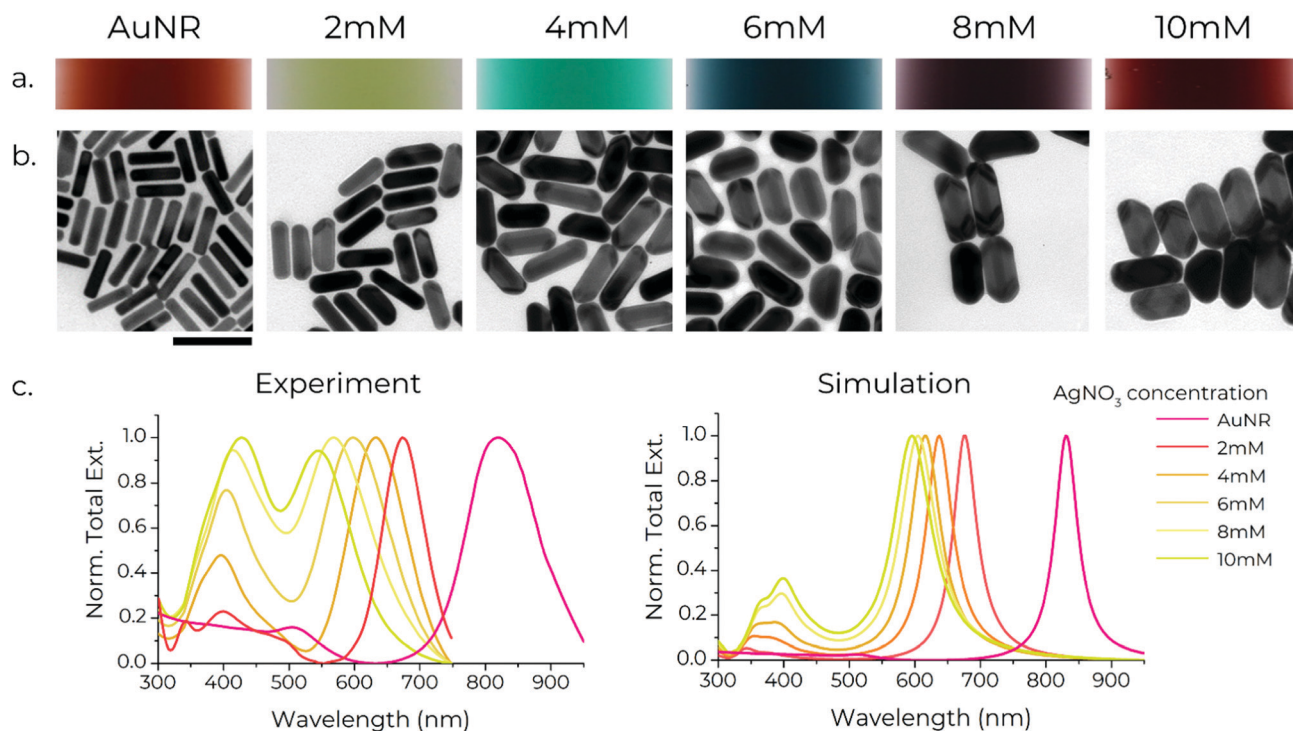 AuNR 2mM 4mM 6mM 8mM 10mM
a.
b.
c.
Experiment
Norm. Total Ext.
1.0
0.8
0.6
0.4
0.2
0.0
300 400 500 600 700 800 900
Wavelength (nm)
Simulation
Norm. Total Ext.
1.0
0.8
0.6
0.4
0.2
0.0
300 400 500 600 700 800 900
Wavelength (nm)
AgNO₃ concentration
AuNR
2mM
4mM
6mM
8mM
10mM